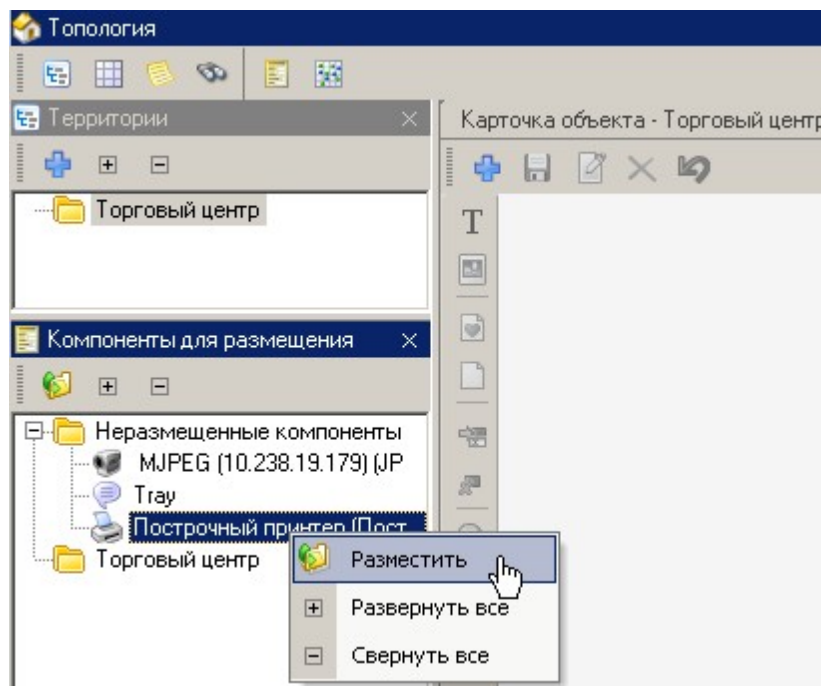 Топология
Территории
Карточка объекта - Торговый центр
Торговый центр
T
Компоненты для размещения
Неразмещенные компоненты
MJPEG (10.238.19.179) (JP
Tray
Построчный принтер (Пост
Торговый центр
Разместить
Развернуть все
Свернуть все